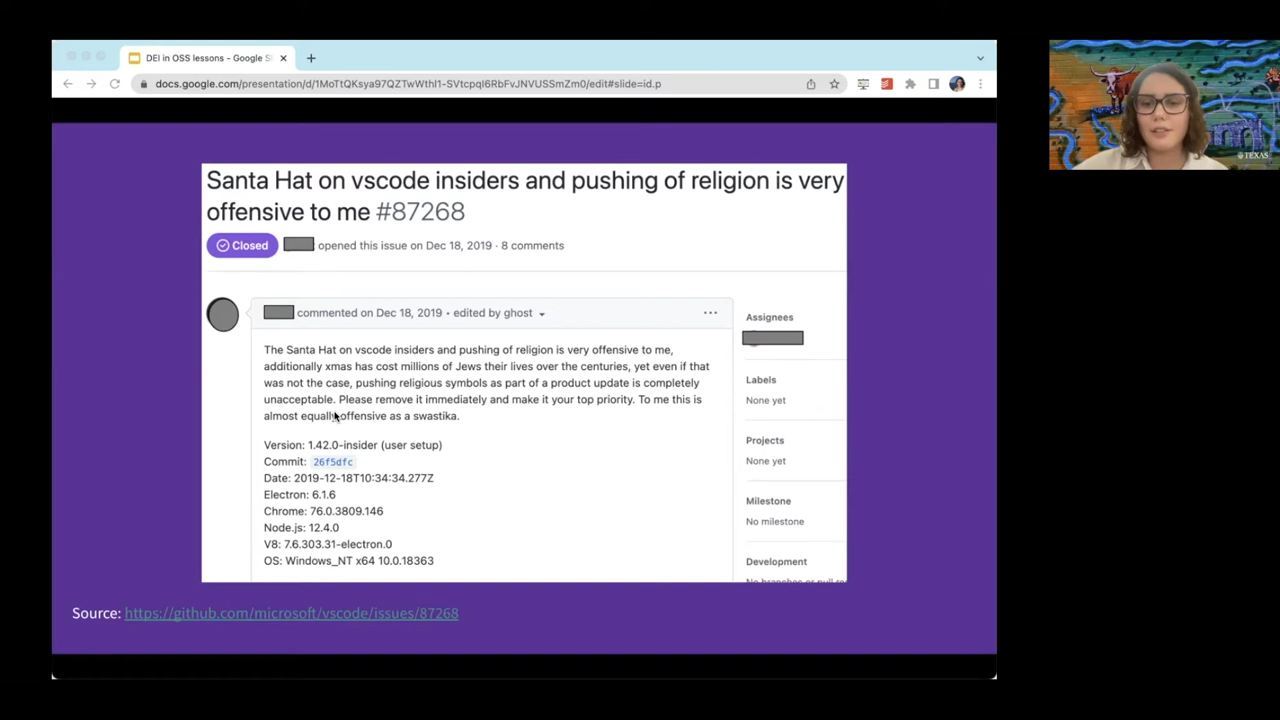 DEI in OSS lessons - Google S
docs.google.com/presentation/d/1MoTtQKsya97QZTwWthl1-SVtcpqI6RbFvJNVUSSmZm0/edit#slide=id.p
Santa Hat on vscode insiders and pushing of religion is very
offensive to me #87268
Closed
opened this issue on Dec 18, 2019 · 8 comments
commented on Dec 18, 2019 • edited by ghost
The Santa Hat on vscode insiders and pushing of religion is very offensive to me,
additionally xmas has cost millions of Jews their lives over the centuries, yet even if that
was not the case, pushing religious symbols as part of a product update is completely
unacceptable. Please remove it immediately and make it your top priority. To me this is
almost equally offensive as a swastika.
Version: 1.42.0-insider (user setup)
Commit: 26f5dfc
Date: 2019-12-18T10:34:34.277Z
Electron: 6.1.6
Chrome: 76.0.3809.146
Node.js: 12.4.0
V8: 7.6.303.31-electron.0
OS: Windows_NT x64 10.0.18363
Assignees
Labels
None yet
Projects
None yet
Milestone
No milestone
Development
No branches or pull re
Source: https://github.com/microsoft/vscode/issues/87268
TEXAS